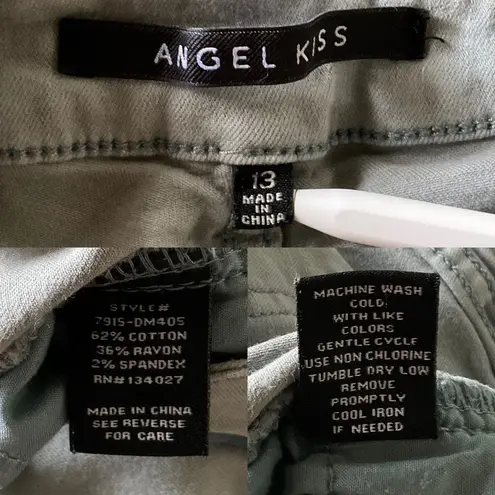 ANGEL KISS
13
MADE
IN
CHINA
STYLE#
7915-DM405
62% COTTON
36% RAYON
2% SPANDEX
RN#134027
MADE IN CHINA
SEE REVERSE
FOR CARE
MACHINE WASH
COLD
WITH LIKE
COLORS
GENTLE CYCLE
USE NON CHLORINE
TUMBLE DRY LOW
REMOVE
PROMPTLY
COOL IRON
IF NEEDED